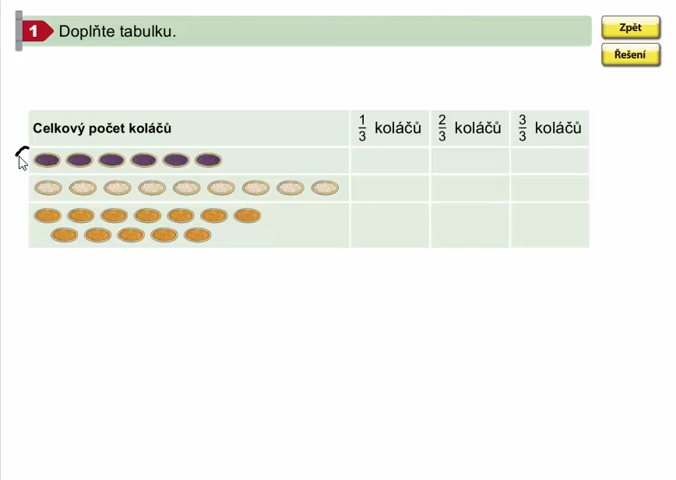 1 Doplňte tabulku.
Zpět
Řešení
Celkový počet koláčů 1/3 koláčů 2/3 koláčů 3/3 koláčů